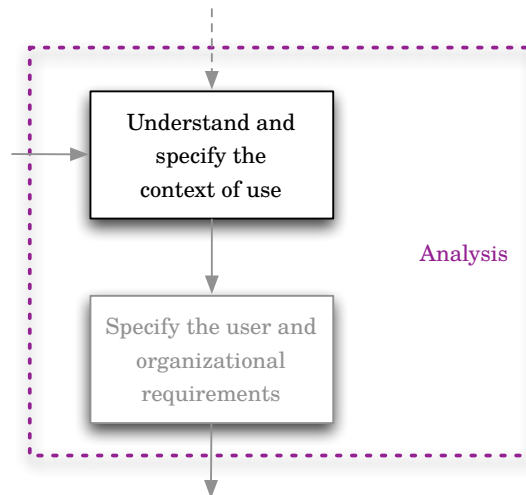 Understand and
specify the
context of use
Analysis
Specify the user and
organizational
requirements